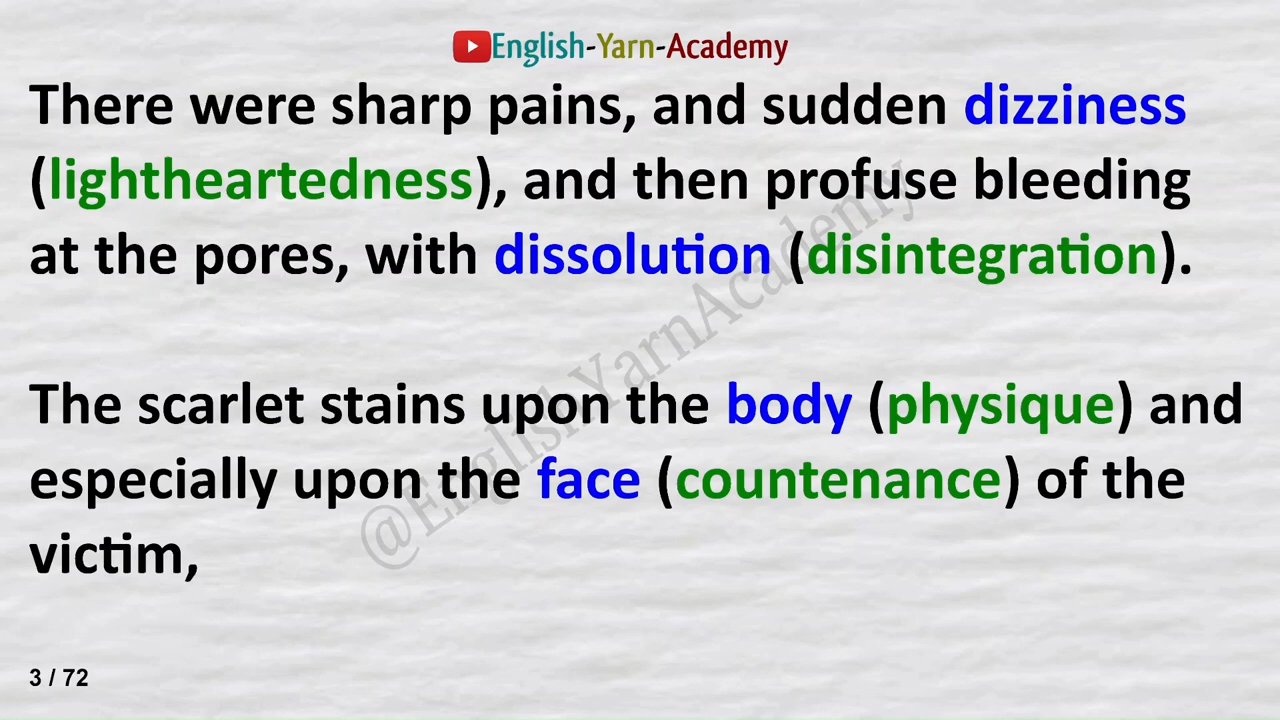 English-Yarn-Academy
There were sharp pains, and sudden dizziness
(lightheartedness), and then profuse bleeding
at the pores, with dissolution (disintegration).
The scarlet stains upon the body (physique) and
especially upon the face (countenance) of the
victim,
@EnglishYarnAcademy
3 / 72